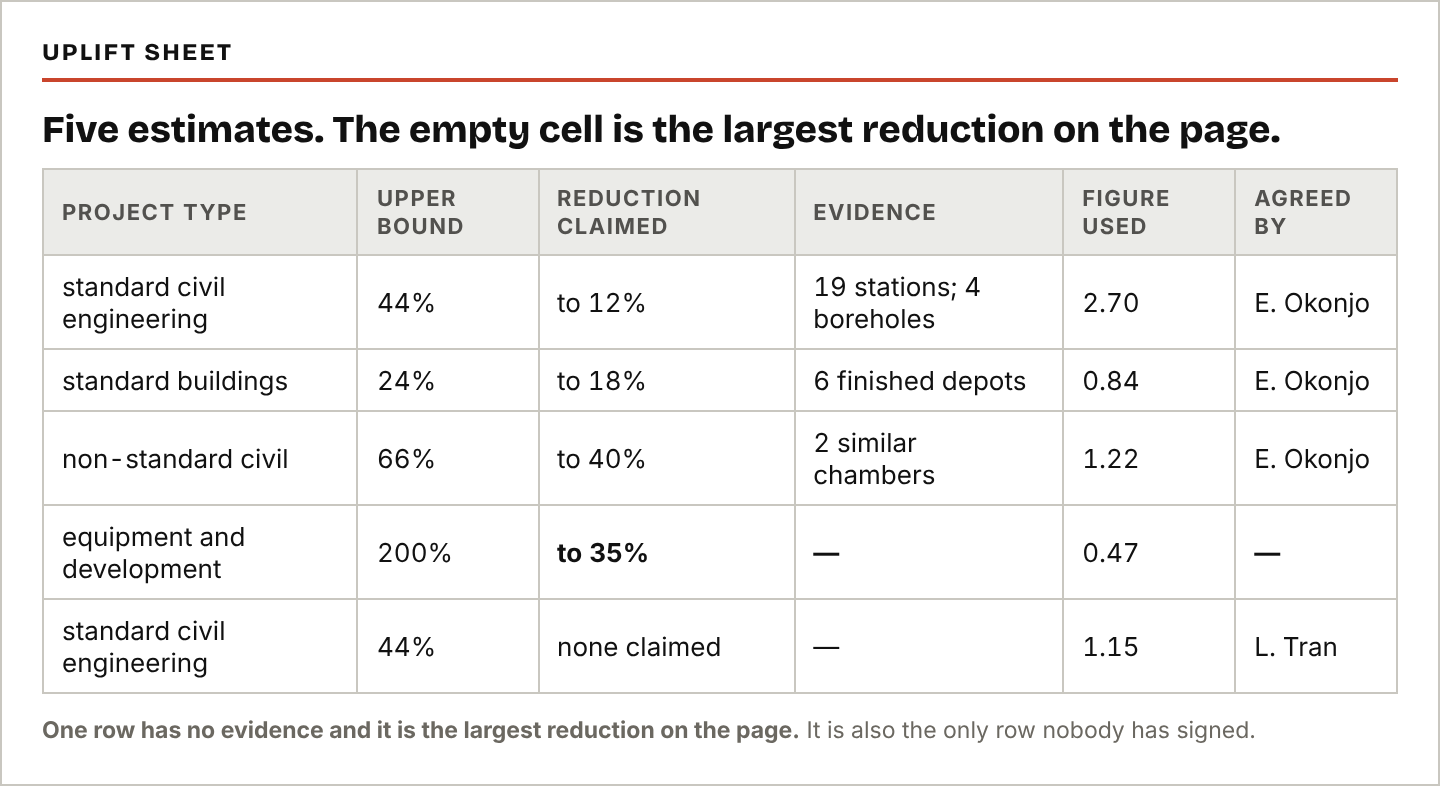 UPLIFT SHEET
Five estimates. The empty cell is the largest reduction on the page.
PROJECT TYPE
UPPER
BOUND
REDUCTION
CLAIMED
EVIDENCE
FIGURE
USED
AGREED
BY
standard civil
engineering
44%
to 12%
19 stations; 4
boreholes
2.70
E. Okonjo
standard buildings
24%
to 18%
6 finished depots
0.84
E. Okonjo
non-standard civil
66%
to 40%
2 similar
chambers
1.22
E. Okonjo
equipment and
development
200%
to 35%
—
0.47
—
standard civil
engineering
44%
none claimed
—
1.15
L. Tran
One row has no evidence and it is the largest reduction on the page. It is also the only row nobody has signed.